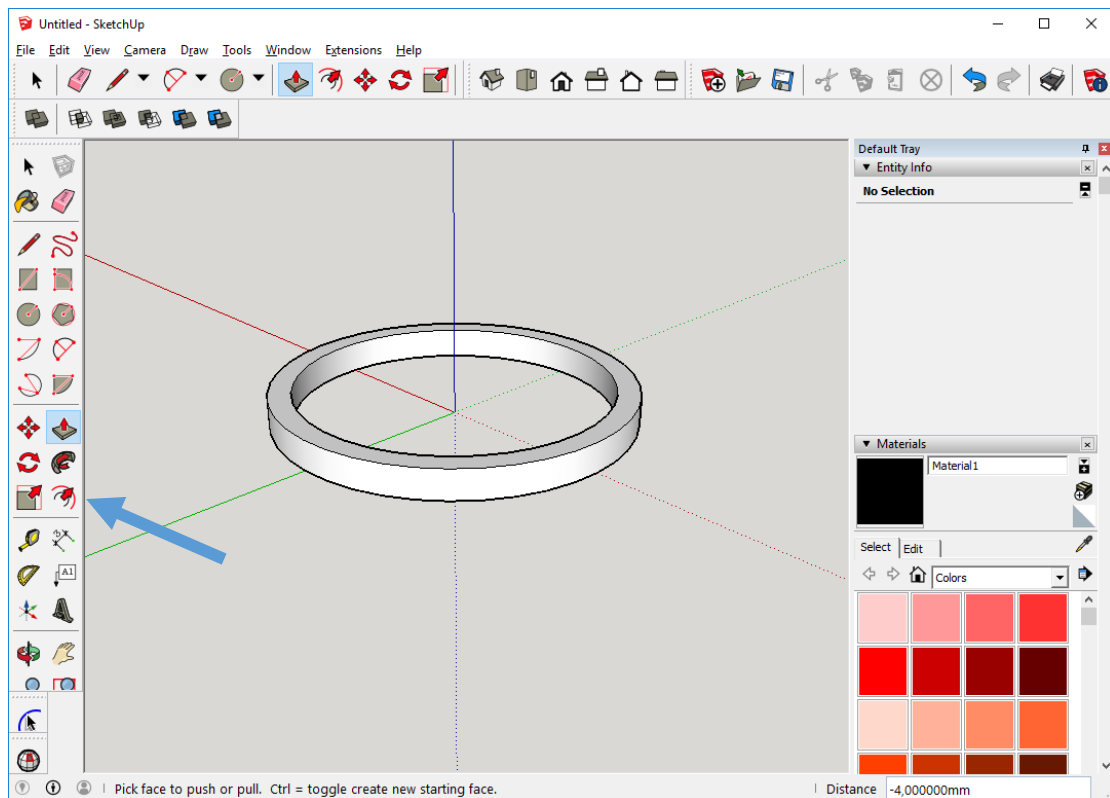 Untitled - SketchUp
File Edit View Camera Draw Tools Window Extensions Help
Default Tray
Entity Info
No Selection
Materials
Material1
Select Edit
Colors
A1
Pick face to push or pull. Ctrl = toggle create new starting face.
Distance -4,000000mm